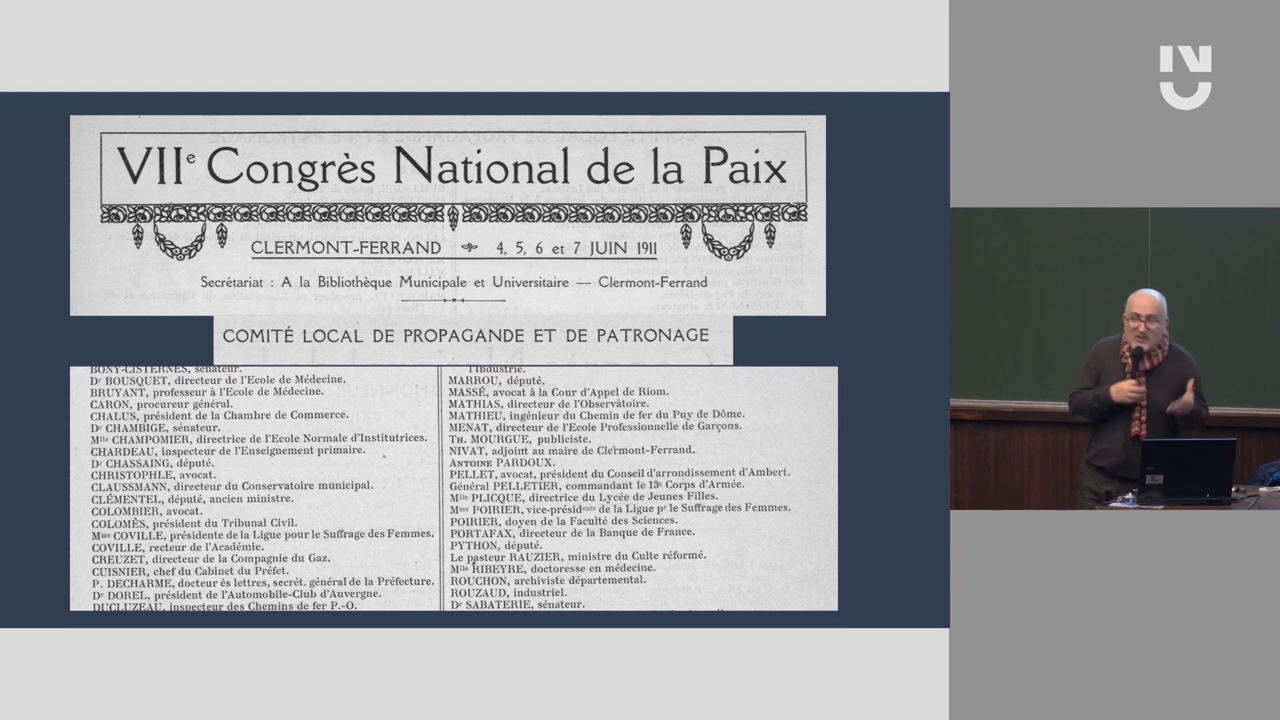 VIIe Congrès National de la Paix
CLERMONT-FERRAND 4, 5, 6 et 7 JUIN 1911
Secrétariat : A la Bibliothèque Municipale et Universitaire — Clermont-Ferrand
COMITÉ LOCAL DE PROPAGANDE ET DE PATRONAGE
BONY-CISTERNES, sénateur.
Dr BOUSQUET, directeur de l'Ecole de Médecine.
BRUYANT, professeur à l'Ecole de Médecine.
CARON, procureur général.
CHALUS, président de la Chambre de Commerce.
Dr CHAMBIGE, sénateur.
Mlle CHAMPOMIER, directrice de l'Ecole Normale d'Institutrices.
CHARDEAU, inspecteur de l'Enseignement primaire.
Dr CHASSAING, député.
CHRISTOPHLE, avocat.
CLAUSSMANN, directeur du Conservatoire municipal.
CLÉMENTEL, député, ancien ministre.
COLOMBIER, avocat.
COLOMÈS, président du Tribunal Civil.
Mme COVILLE, présidente de la Ligue pour le Suffrage des Femmes.
COVILLE, recteur de l'Académie.
CREUZET, directeur de la Compagnie du Gaz.
CUISNIER, chef du Cabinet du Préfet.
P. DECHARME, docteur ès lettres, secrét. général de la Préfecture.
Dr DOREL, président de l'Automobile-Club d'Auvergne.
DUCLUZEAU, inspecteur des Chemins de fer P.-O.
l'Industrie.
MARROU, député.
MASSÉ, avocat à la Cour d'Appel de Riom.
MATHIAS, directeur de l'Observatoire.
MATHIEU, ingénieur du Chemin de fer du Puy de Dôme.
MENAT, directeur de l'Ecole Professionnelle de Garçons.
TH. MOURGUE, publiciste.
NIVAT, adjoint au maire de Clermont-Ferrand.
ANTOINE PARDOUX.
PELLET, avocat, président du Conseil d'arrondissement d'Ambert.
Général PELLETIER, commandant le 13e Corps d'Armée.
Mlle PLICQUE, directrice du Lycée de Jeunes Filles.
Mme POIRIER, vice-présidente de la Ligue pr le Suffrage des Femmes.
POIRIER, doyen de la Faculté des Sciences.
PORTAFAX, directeur de la Banque de France.
PYTHON, député.
Le pasteur RAUZIER, ministre du Culte réformé.
Mlle RIBEYRE, doctoresse en médecine.
ROUCHON, archiviste départemental.
ROUZAUD, industriel.
Dr SABATERIE, sénateur.